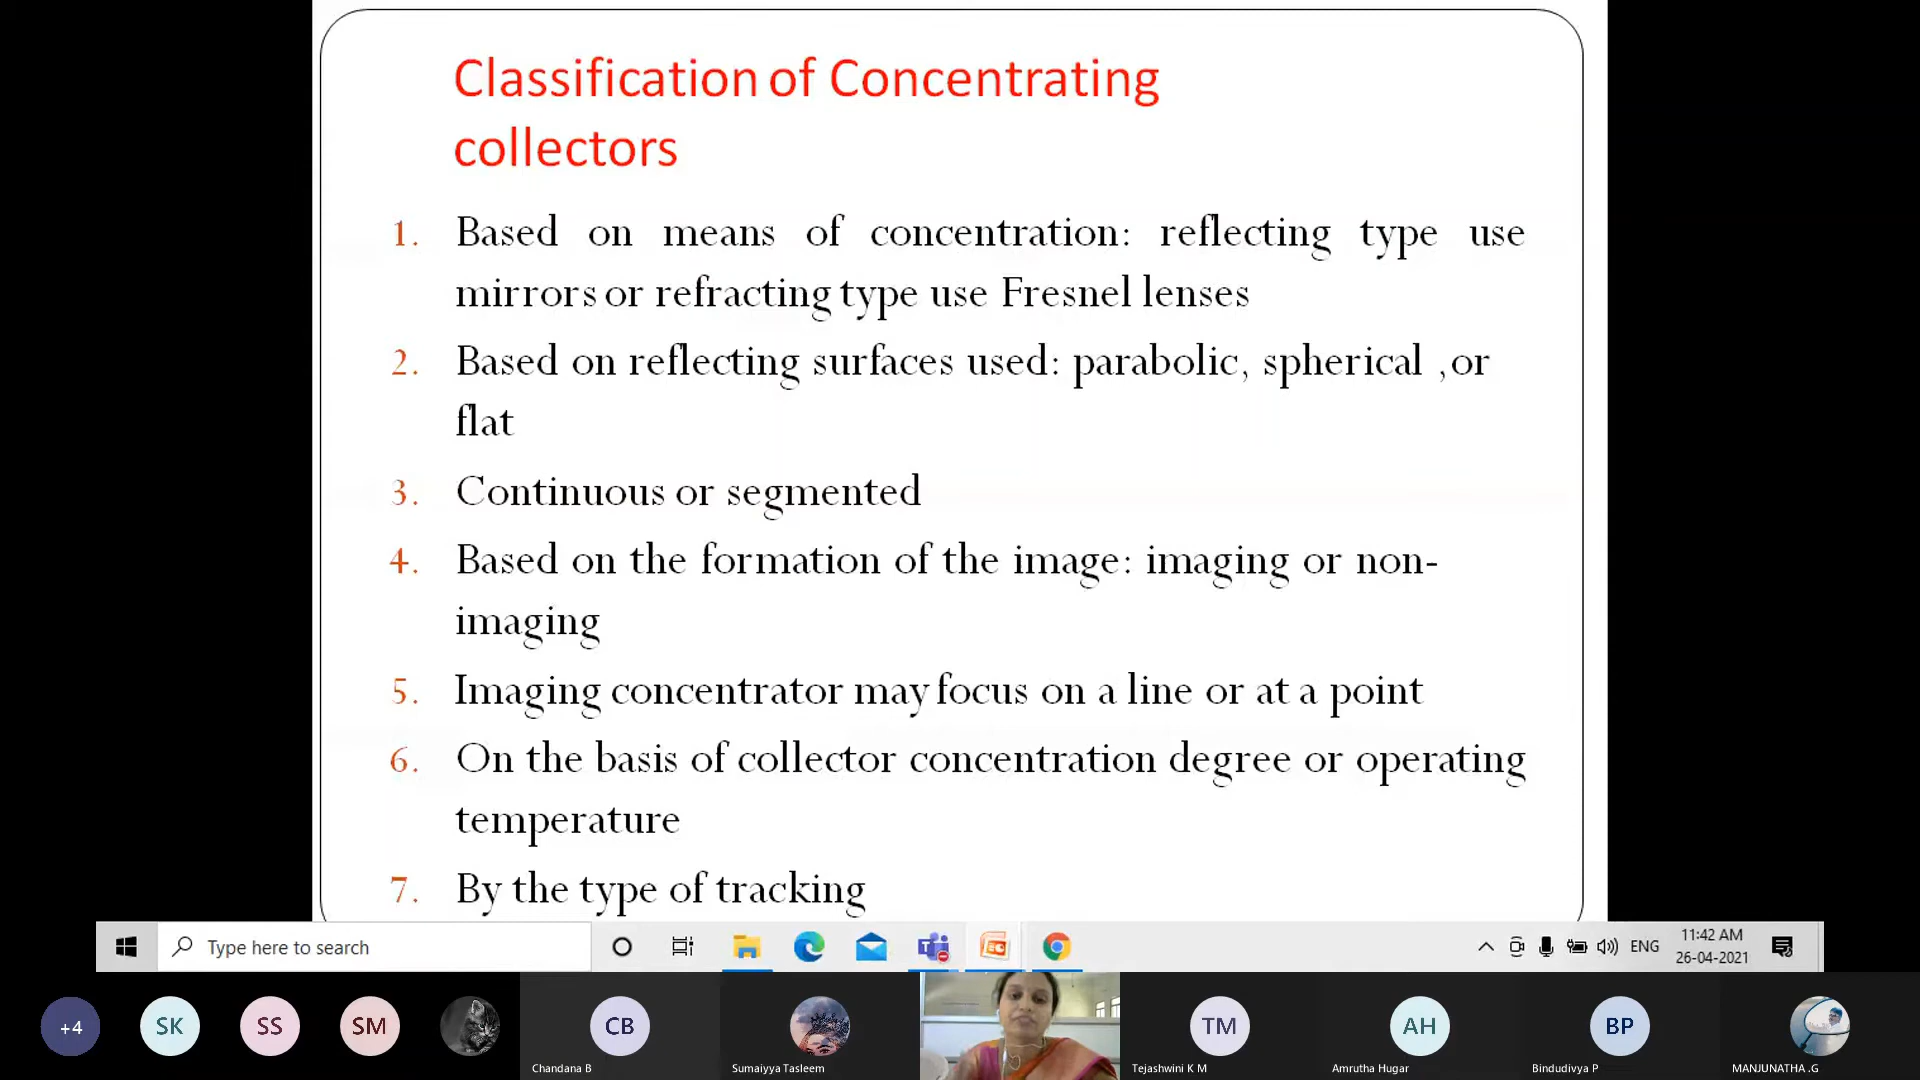 Classification of Concentrating
collectors
1. Based on means of concentration: reflecting type use
mirrors or refracting type use Fresnel lenses
2. Based on reflecting surfaces used: parabolic, spherical ,or
flat
3. Continuous or segmented
4. Based on the formation of the image: imaging or non-
imaging
5. Imaging concentrator may focus on a line or at a point
6. On the basis of collector concentration degree or operating
temperature
7. By the type of tracking
Type here to search
ENG
11:42 AM
26-04-2021
+4
SK
SS
SM
CB
TM
AH
BP
Chandana B
Sumaiyya Tasleem
Tejashwini K M
Amrutha Hugar
Bindudivya P
MANJUNATHA .G